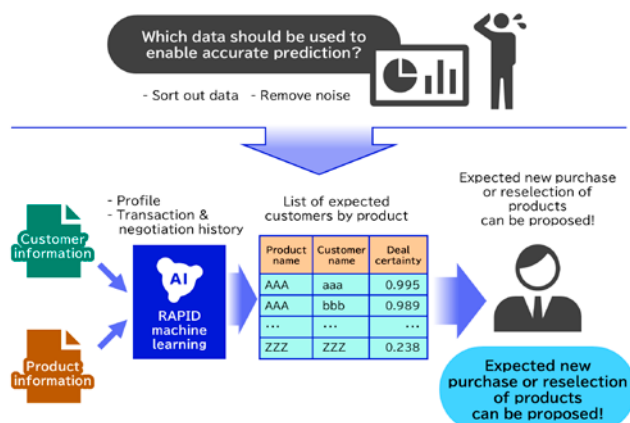 Which data should be used to
enable accurate prediction?
- Sort out data - Remove noise
Customer
information
Product
information
- Profile
- Transaction &
negotiation history
AI
RAPID
machine
learning
List of expected
customers by product
Product name Customer name Deal certainty
AAA aaa 0.995
AAA bbb 0.989
... ... ...
ZZZ ZZZ 0.238
Expected new purchase
or reselection of
products
can be proposed!
Expected new
purchase or reselection
of products
can be proposed!